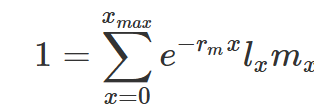 $1 = \sum_{x=0}^{x_{max}} e^{-r_m x} l_x m_x$